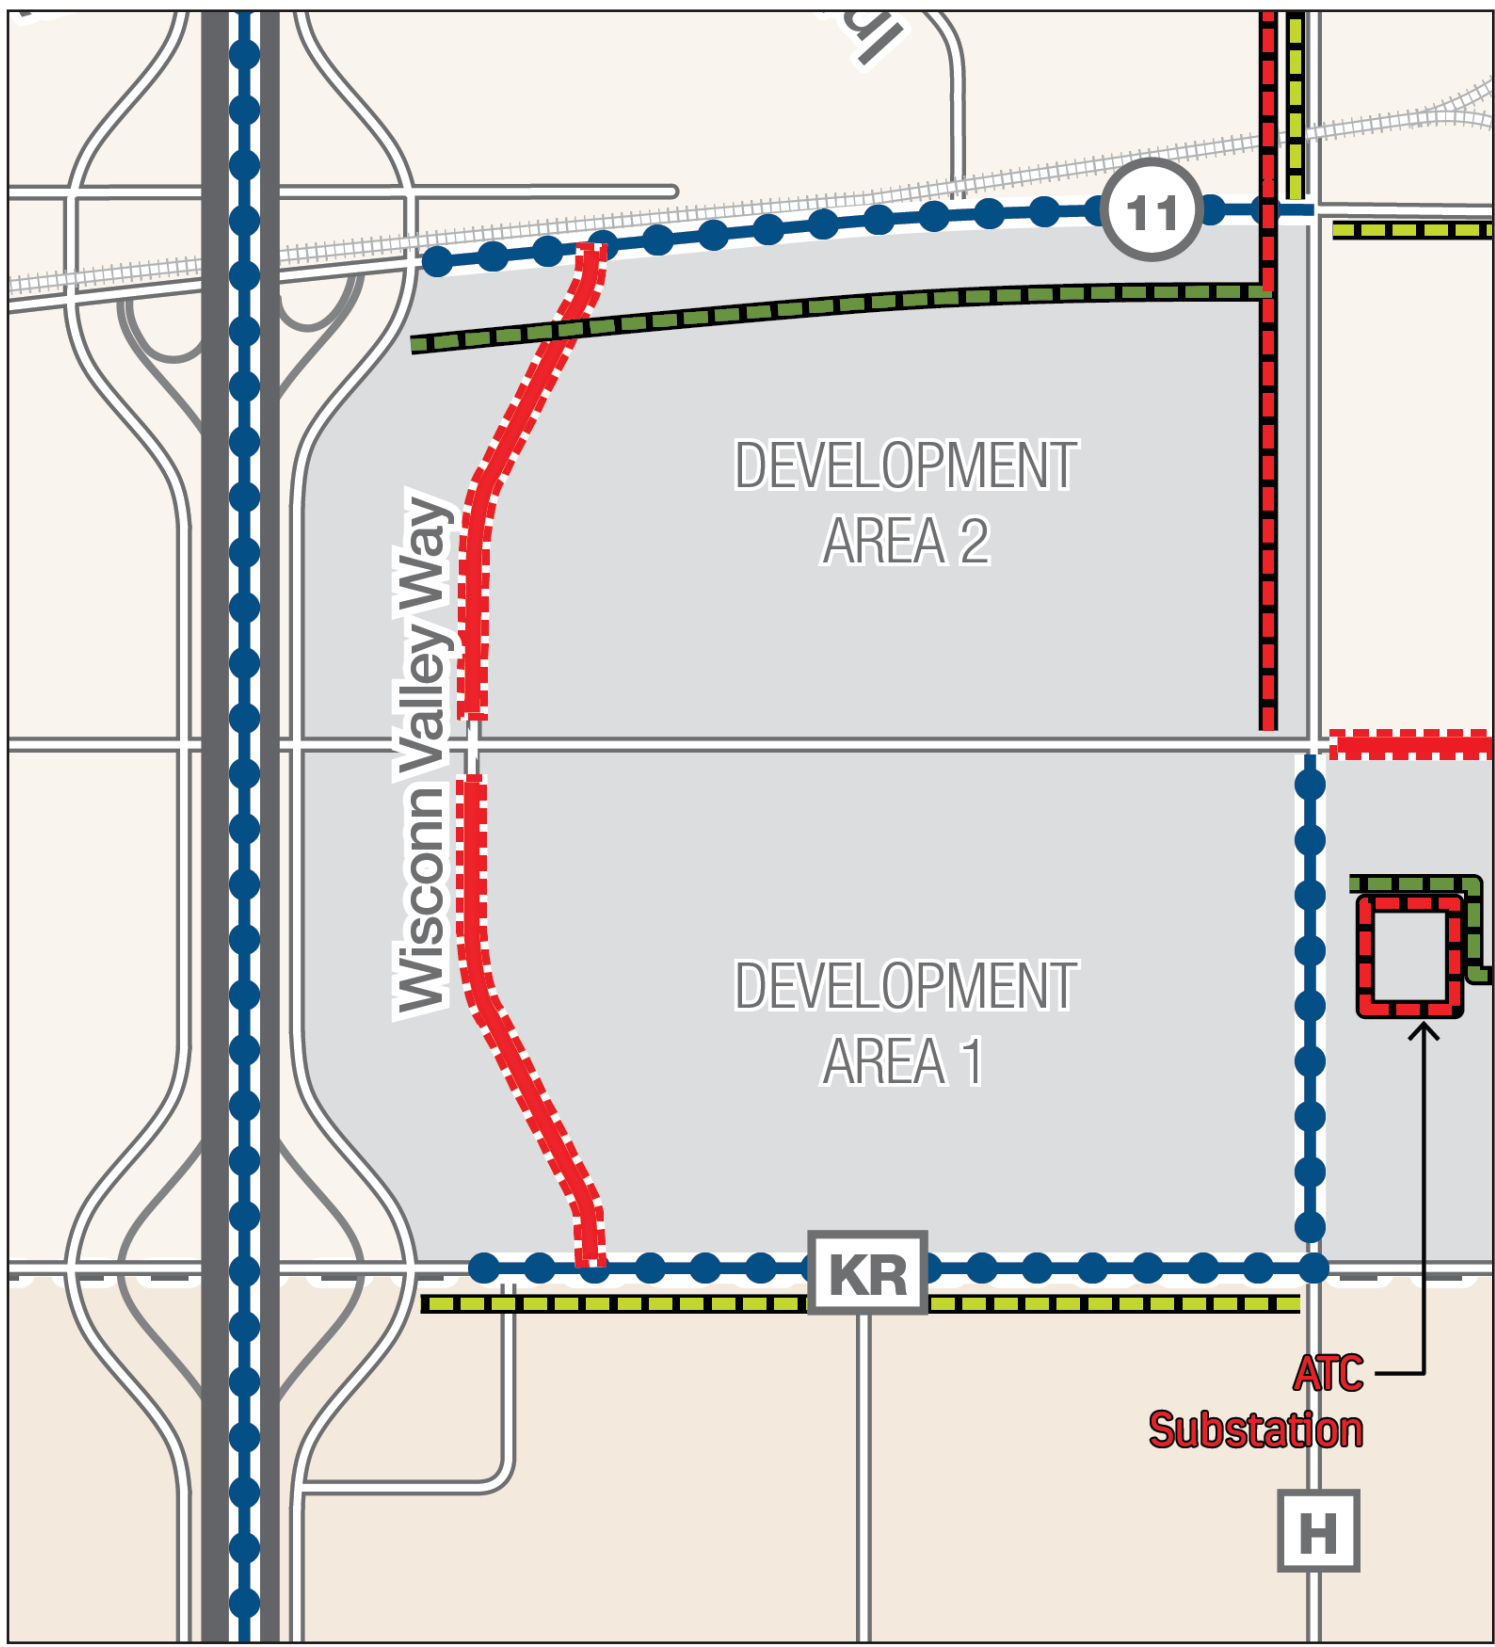 11
DEVELOPMENT
AREA 2
Wisconn Valley Way
DEVELOPMENT
AREA 1
KR
ATC
Substation
H